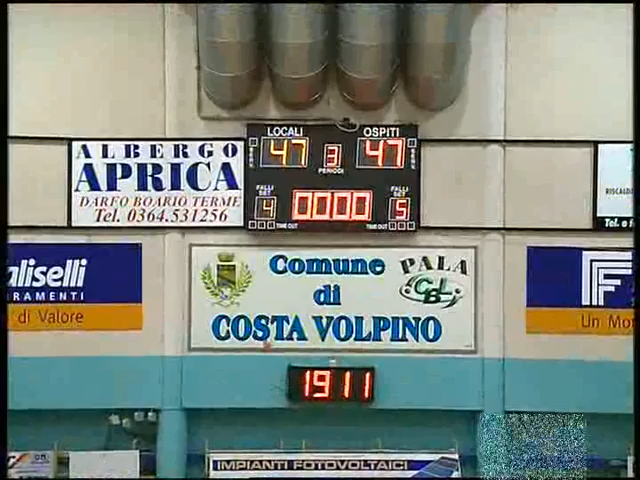 LOCALI OSPITI
47 3 47
PERIODI
FALLI SET FALLI SET
4 0000 5
TIME OUT TIME OUT
ALBERGO
APRICA
DARFO BOARIO TERME
Tel. 0364.531256
aliselli
RAMENTI
di Valore
Comune
di
COSTA VOLPINO
PALA
CBL
RISCALD
Tel.
F
Un Mo
1911
IMPIANTI FOTOVOLTAICI